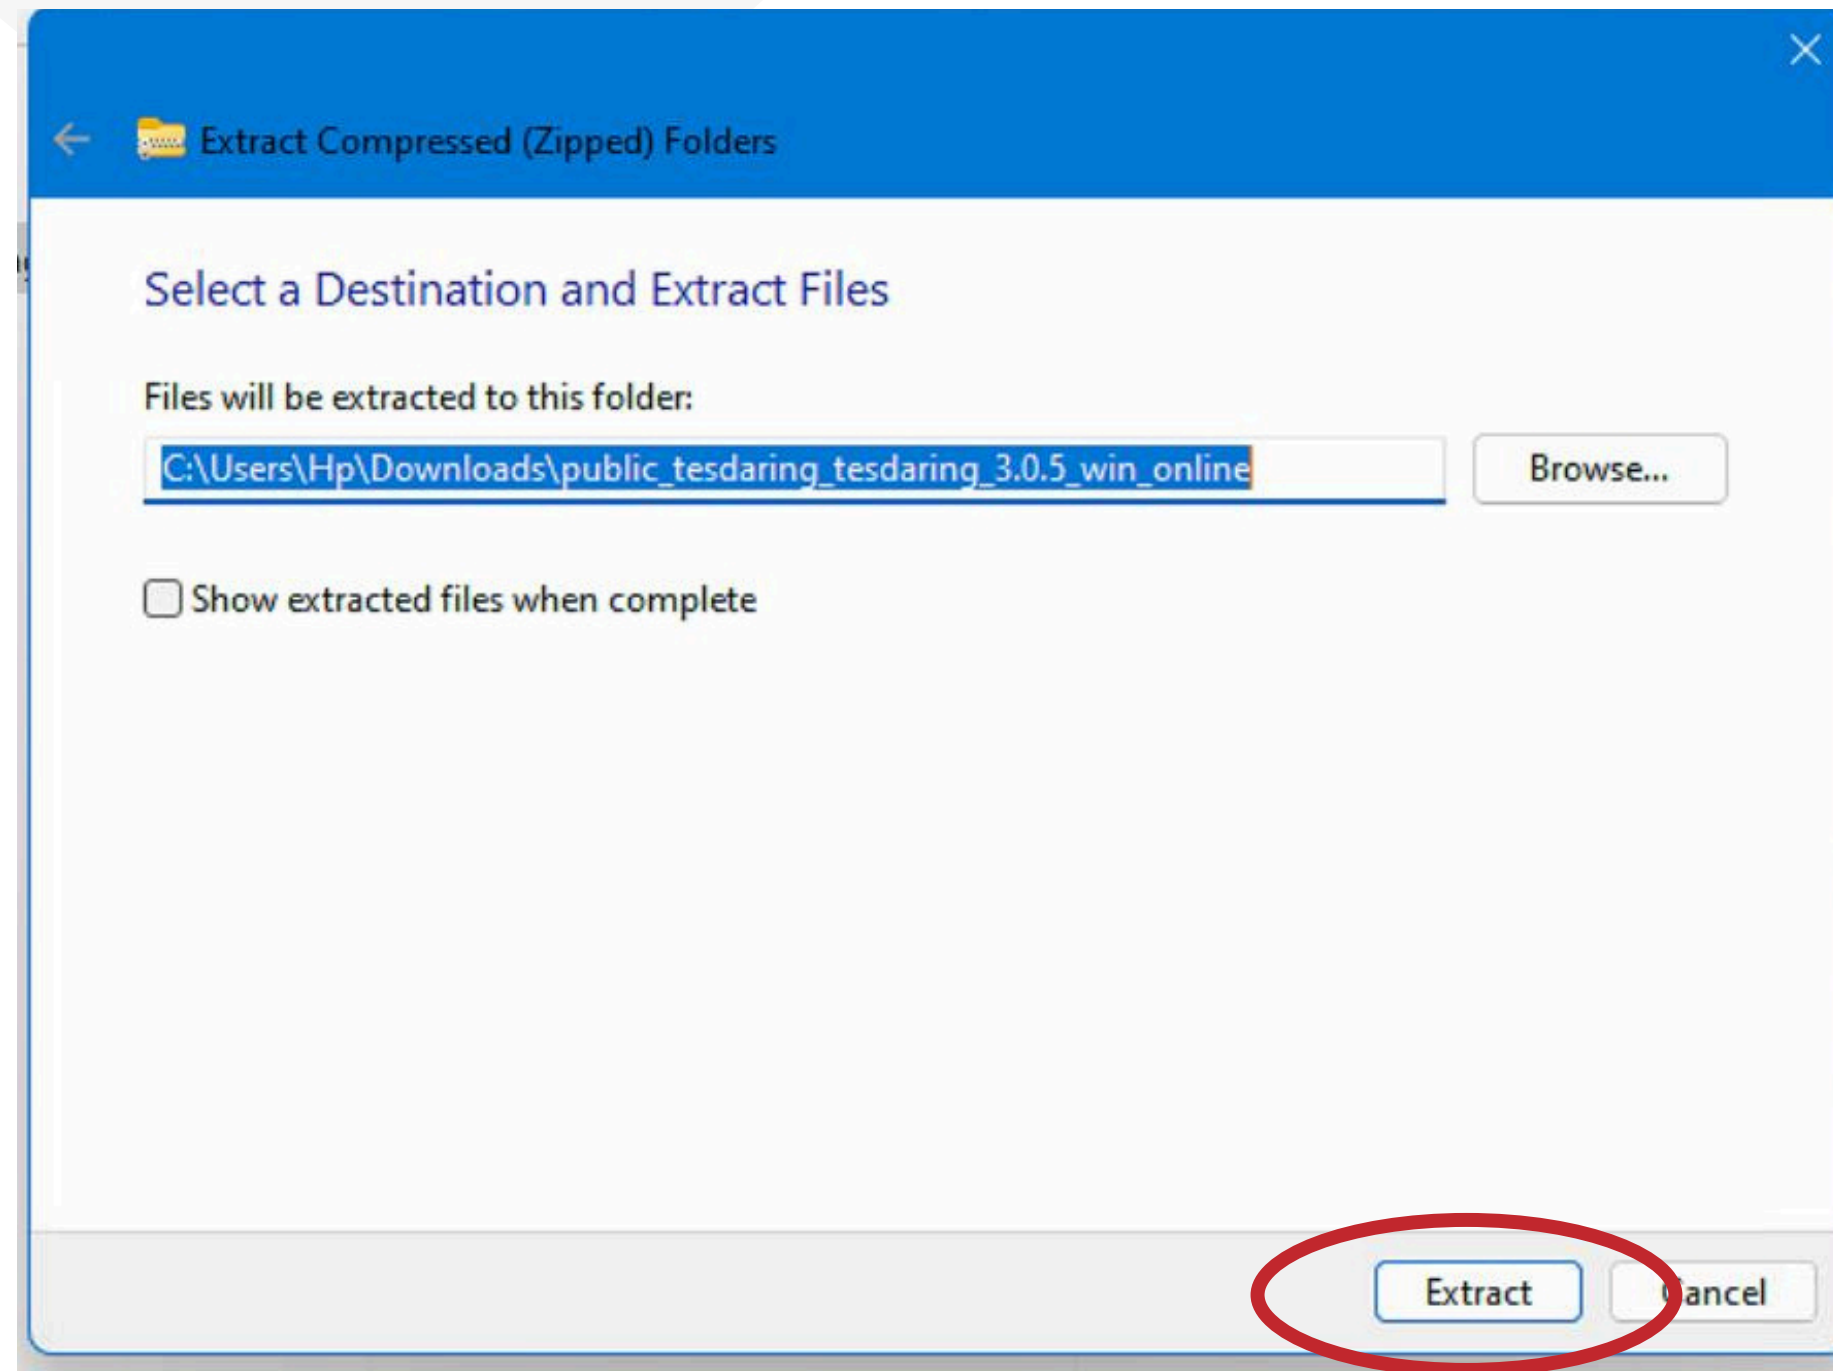 Extract Compressed (Zipped) Folders
Select a Destination and Extract Files
Files will be extracted to this folder:
C:\Users\Hp\Downloads\public_tesdaring_tesdaring_3.0.5_win_online
Browse...
Show extracted files when complete
Extract
Cancel